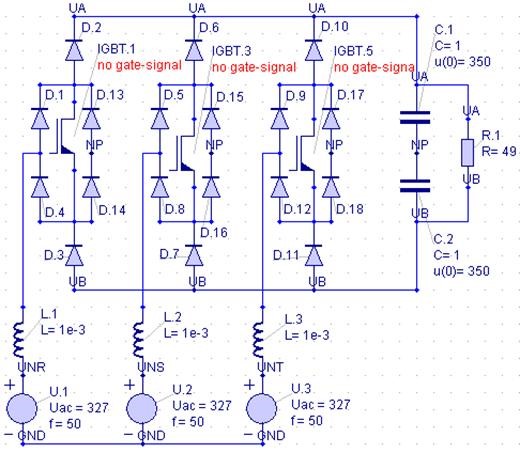 UA UA UA
D.2 D.6 D.10
C.1
C= 1
u(0)= 350
IGBT.1 IGBT.3 IGBT.5
no gate-signal no gate-signal no gate-signa
UA
D.1 D.13 D.5 D.15 D.9 D.17
UA
R.1
R= 49
NP NP NP NP
UB
D.4 D.14 D.8 D.16 D.12 D.18
UB
C.2
C= 1
u(0)= 350
D.3 D.7 D.11
UB UB UB
L.1 L.2 L.3
L= 1e-3 L= 1e-3 L= 1e-3
UNR UNS UNT
+ + +
U.1 U.2 U.3
Uac = 327 Uac = 327 Uac = 327
f= 50 f= 50 f= 50
− GND − GND − GND